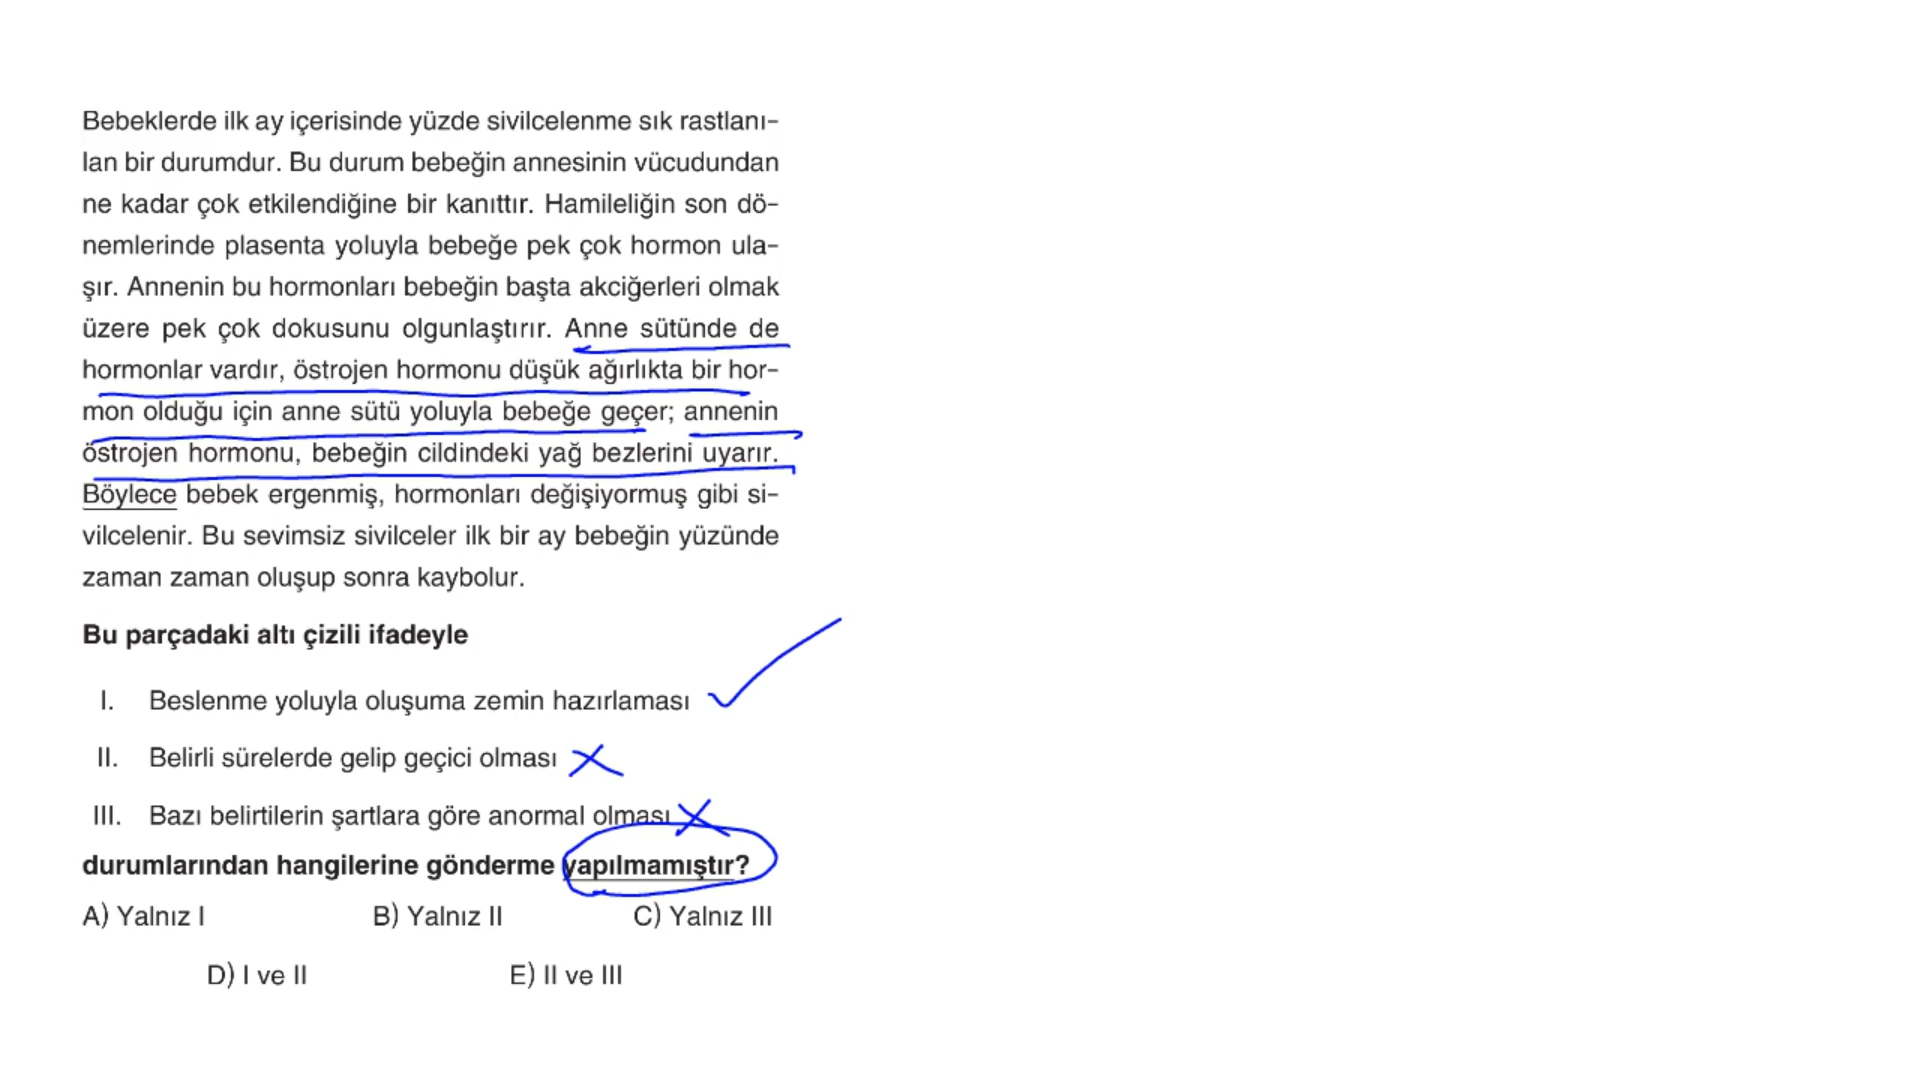 Bebeklerde ilk ay içerisinde yüzde sivilcelenme sık rastlanı-
lan bir durumdur. Bu durum bebeğin annesinin vücudundan
ne kadar çok etkilendiğine bir kanıttır. Hamileliğin son dö-
nemlerinde plasenta yoluyla bebeğe pek çok hormon ula-
şır. Annenin bu hormonları bebeğin başta akciğerleri olmak
üzere pek çok dokusunu olgunlaştırır. Anne sütünde de
hormonlar vardır, östrojen hormonu düşük ağırlıkta bir hor-
mon olduğu için anne sütü yoluyla bebeğe geçer; annenin
östrojen hormonu, bebeğin cildindeki yağ bezlerini uyarır.
Böylece bebek ergenmiş, hormonları değişiyormuş gibi si-
vilcelenir. Bu sevimsiz sivilceler ilk bir ay bebeğin yüzünde
zaman zaman oluşup sonra kaybolur.
Bu parçadaki altı çizili ifadeyle
I. Beslenme yoluyla oluşuma zemin hazırlaması
II. Belirli sürelerde gelip geçici olması
III. Bazı belirtilerin şartlara göre anormal olması
durumlarından hangilerine gönderme yapılmamıştır?
A) Yalnız I B) Yalnız II C) Yalnız III
D) I ve II E) II ve III